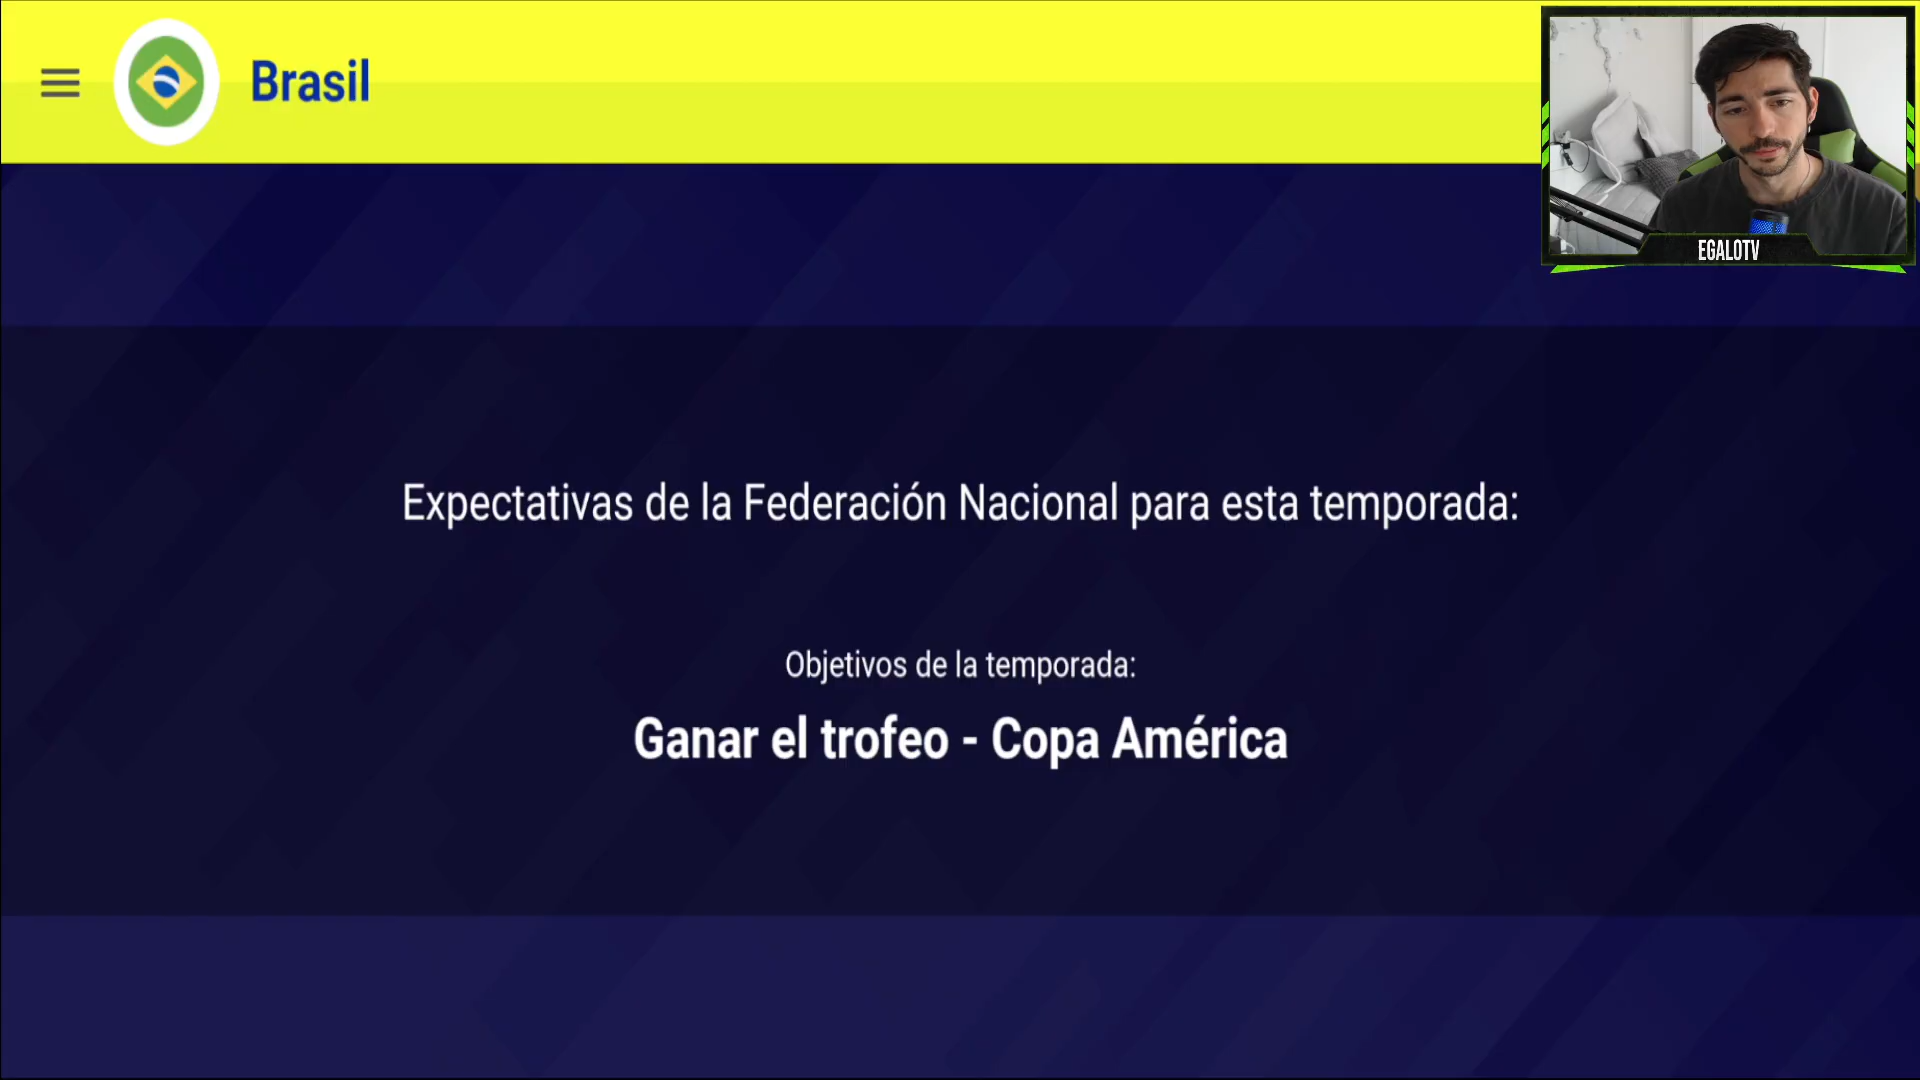 Brasil
EGALOTV
Expectativas de la Federación Nacional para esta temporada:
Objetivos de la temporada:
Ganar el trofeo - Copa América